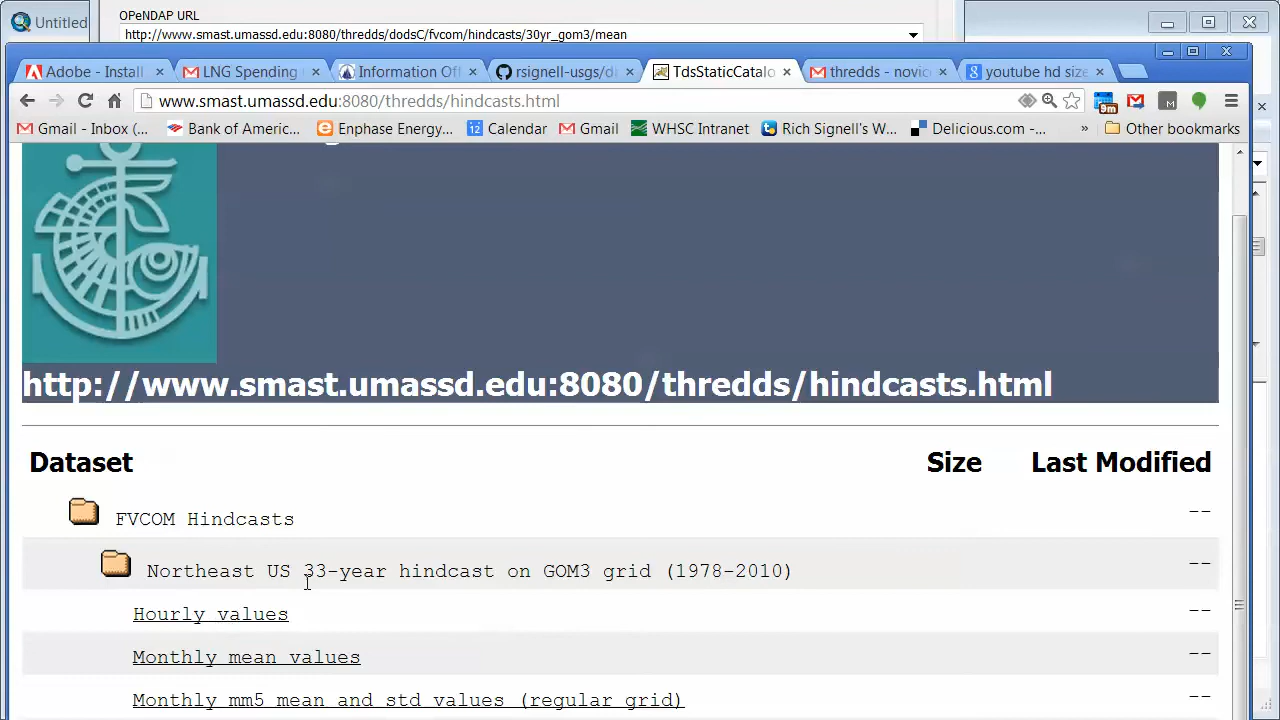 Untitled
OPeNDAP URL
http://www.smast.umassd.edu:8080/thredds/dodsC/fvcom/hindcasts/30yr_gom3/mean
Adobe - Install
LNG Spending
Information Of
rsignell-usgs/di
TdsStaticCatalo
thredds - novic
youtube hd size
www.smast.umassd.edu:8080/thredds/hindcasts.html
9m
M
Gmail - Inbox (...
Bank of Americ...
Enphase Energy...
12 Calendar
Gmail
WHSC Intranet
Rich Signell's W...
Delicious.com -...
»
Other bookmarks
http://www.smast.umassd.edu:8080/thredds/hindcasts.html
Dataset Size Last Modified
FVCOM Hindcasts --
Northeast US 33-year hindcast on GOM3 grid (1978-2010) --
Hourly values --
Monthly mean values --
Monthly mm5 mean and std values (regular grid) --